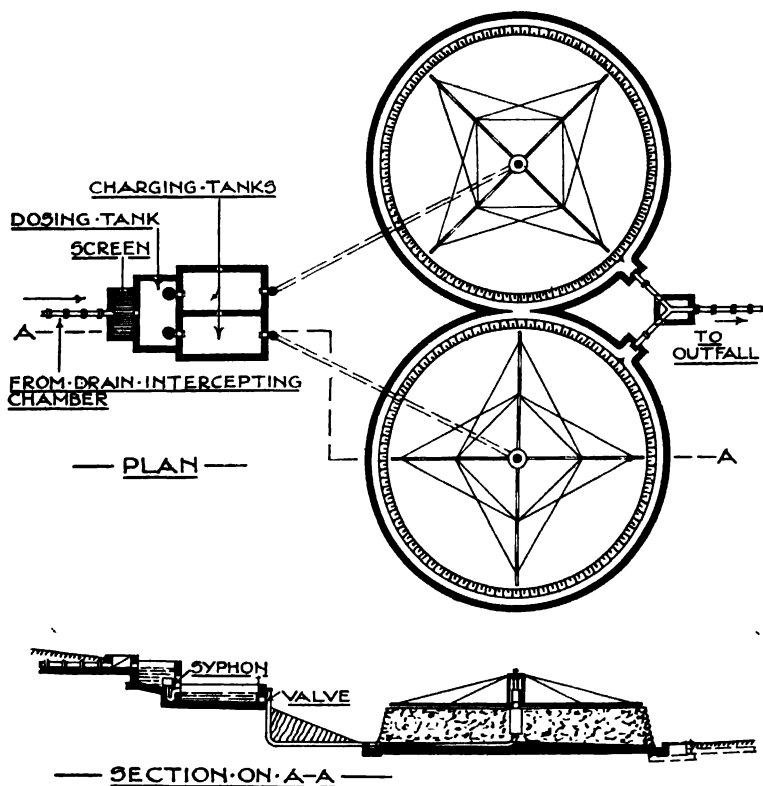 CHARGING·TANKS
DOSING·TANK
SCREEN
A
FROM·DRAIN·INTERCEPTING
CHAMBER
TO
OUTFALL
A
PLAN
SYPHON
VALVE
SECTION·ON·A-A